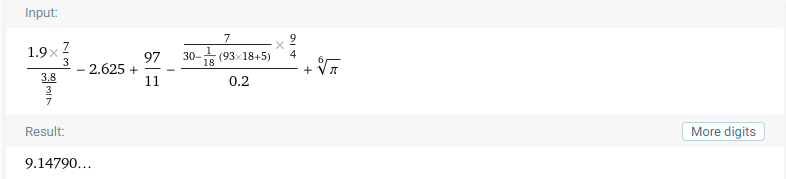 Input:
(1.9×7/3)/(3.8/(3/7)) − 2.625 + 97/11 − (7/(30−1/18 (93×18+5)) × 9/4)/0.2 + ⁶√π
Result:
More digits
9.14790…